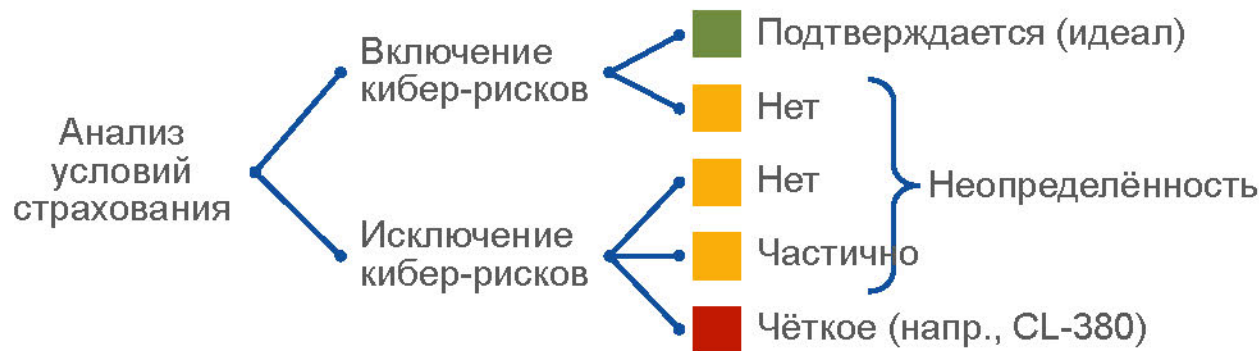 Анализ
условий
страхования
Включение
кибер-рисков
Подтверждается (идеал)
Нет
Исключение
кибер-рисков
Нет
Частично
Чёткое (напр., CL-380)
Неопределённость